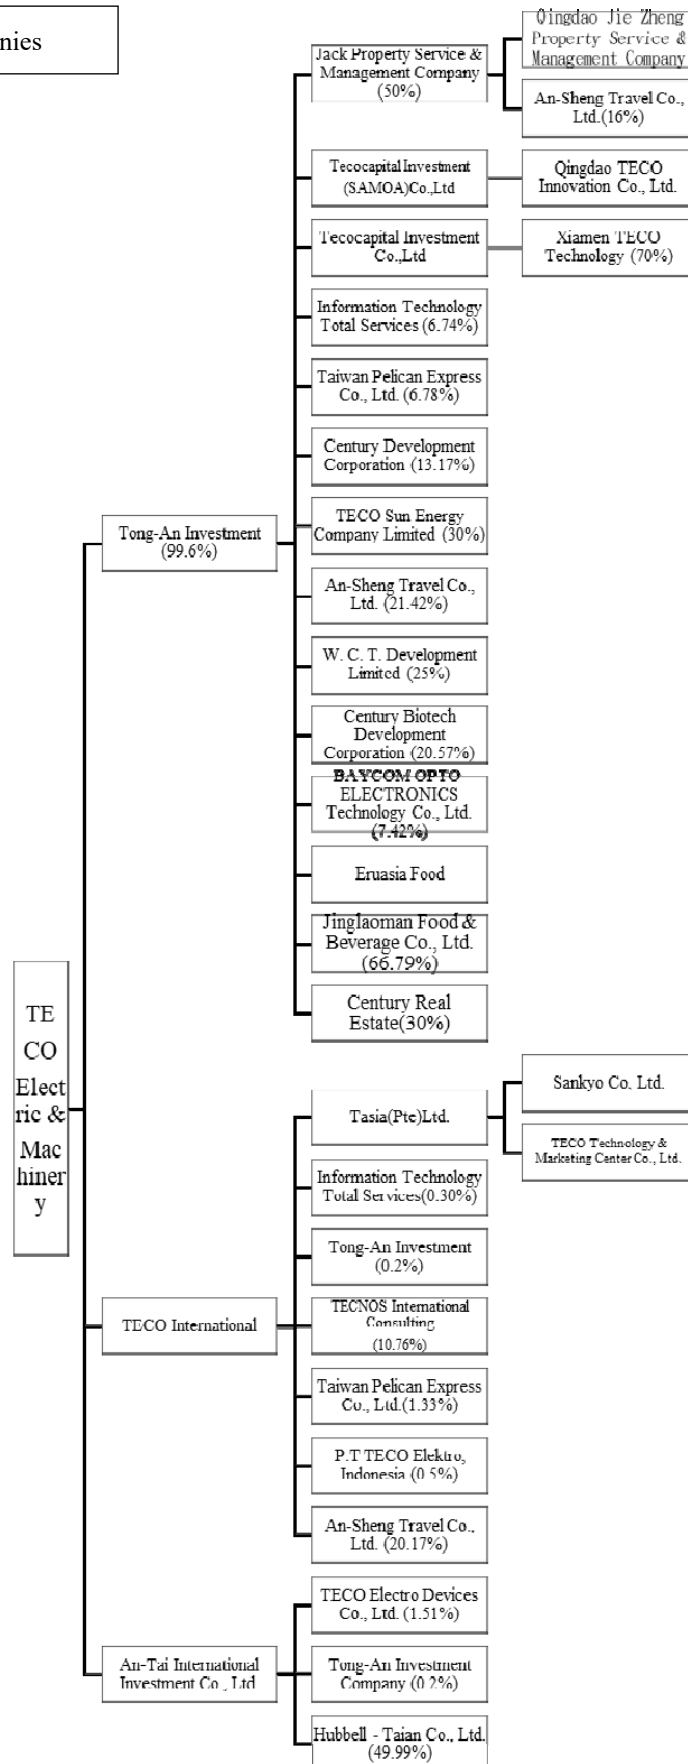 nies
Jack Property Service &
Management Company
(50%)
Qingdao Jie Zheng
Property Service &
Management Company
An-Sheng Travel Co.,
Ltd.(16%)
Tecocapital Investment
(SAMOA)Co.,Ltd
Qingdao TECO
Innovation Co., Ltd.
Tecocapital Investment
Co.,Ltd
Xiamen TECO
Technology (70%)
Information Technology
Total Services (6.74%)
Taiwan Pelican Express
Co., Ltd. (6.78%)
Century Development
Corporation (13.17%)
Tong-An Investment
(99.6%)
TECO Sun Energy
Company Limited (30%)
An-Sheng Travel Co.,
Ltd. (21.42%)
W. C. T. Development
Limited (25%)
Century Biotech
Development
Corporation (20.57%)
BAYCOM OPTO
ELECTRONICS
Technology Co., Ltd.
(7.42%)
Eruasia Food
Jinglaoman Food &
Beverage Co., Ltd.
(66.79%)
Century Real
Estate(30%)
TE
CO
Elect
ric &
Mac
hiner
y
Tasia(Pte)Ltd.
Sankyo Co. Ltd.
TECO Technology &
Marketing Center Co., Ltd.
Information Technology
Total Services(0.30%)
Tong-An Investment
(0.2%)
TECO International
TECNOS International
Consulting
(10.76%)
Taiwan Pelican Express
Co., Ltd.(1.33%)
P.T TECO Elektro,
Indonesia (0.5%)
An-Sheng Travel Co.,
Ltd. (20.17%)
TECO Electro Devices
Co., Ltd. (1.51%)
An-Tai International
Investment Co., Ltd
Tong-An Investment
Company (0.2%)
Hubbell - Taian Co., Ltd.
(49.99%)